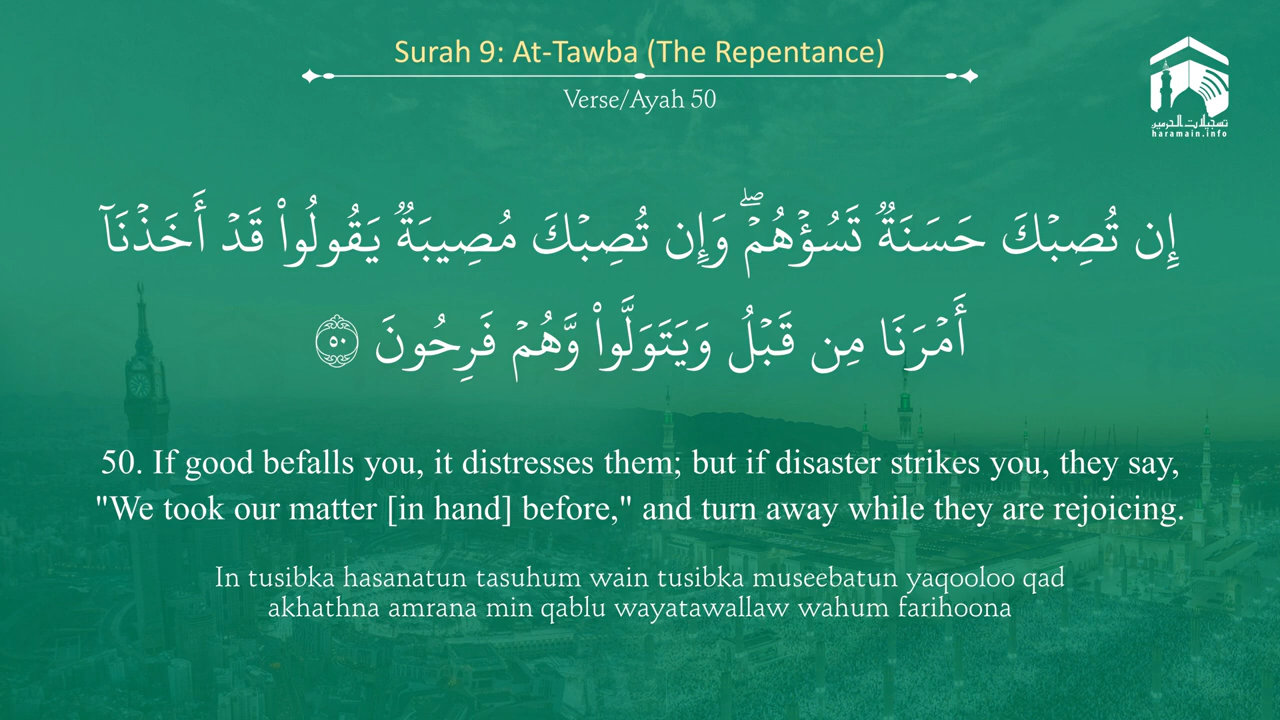 Surah 9: At-Tawba (The Repentance)
Verse/Ayah 50
تسجيلات الحرمين
haramain.info
إِن تُصِبْكَ حَسَنَةٌ تَسُؤْهُمْ ۖ وَإِن تُصِبْكَ مُصِيبَةٌ يَقُولُوا۟ قَدْ أَخَذْنَآ
أَمْرَنَا مِن قَبْلُ وَيَتَوَلَّوا۟ وَّهُمْ فَرِحُونَ ٥٠
50. If good befalls you, it distresses them; but if disaster strikes you, they say,
"We took our matter [in hand] before," and turn away while they are rejoicing.
In tusibka hasanatun tasuhum wain tusibka museebatun yaqooloo qad
akhathna amrana min qablu wayatawallaw wahum farihoona